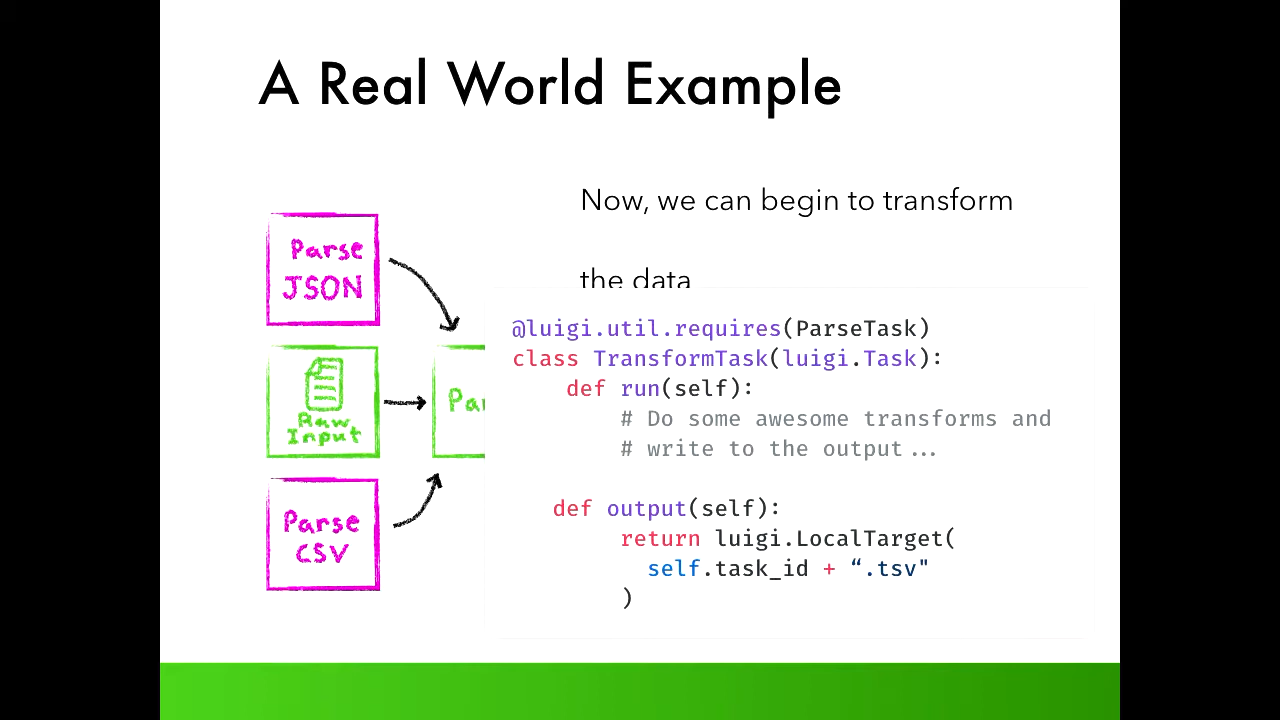 A Real World Example
Now, we can begin to transform
the data
Parse
JSON
Raw
Input
Parse
CSV
@luigi.util.requires(ParseTask)
class TransformTask(luigi.Task):
    def run(self):
        # Do some awesome transforms and
        # write to the output...
   def output(self):
        return luigi.LocalTarget(
          self.task_id + “.tsv"
        )